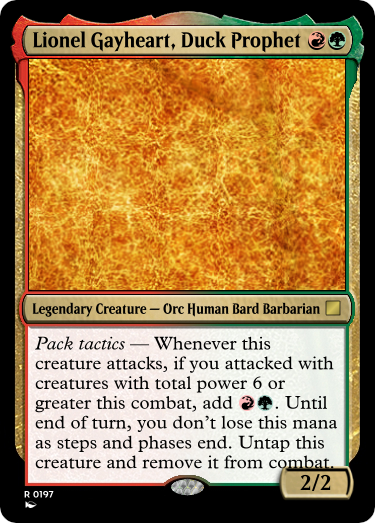 Lionel Gayheart, Duck Prophet
Legendary Creature — Orc Human Bard Barbarian
Pack tactics — Whenever this
creature attacks, if you attacked with
creatures with total power 6 or
greater this combat, add . Until
end of turn, you don't lose this mana
as steps and phases end. Untap this
creature and remove it from combat.
2/2
R 0197